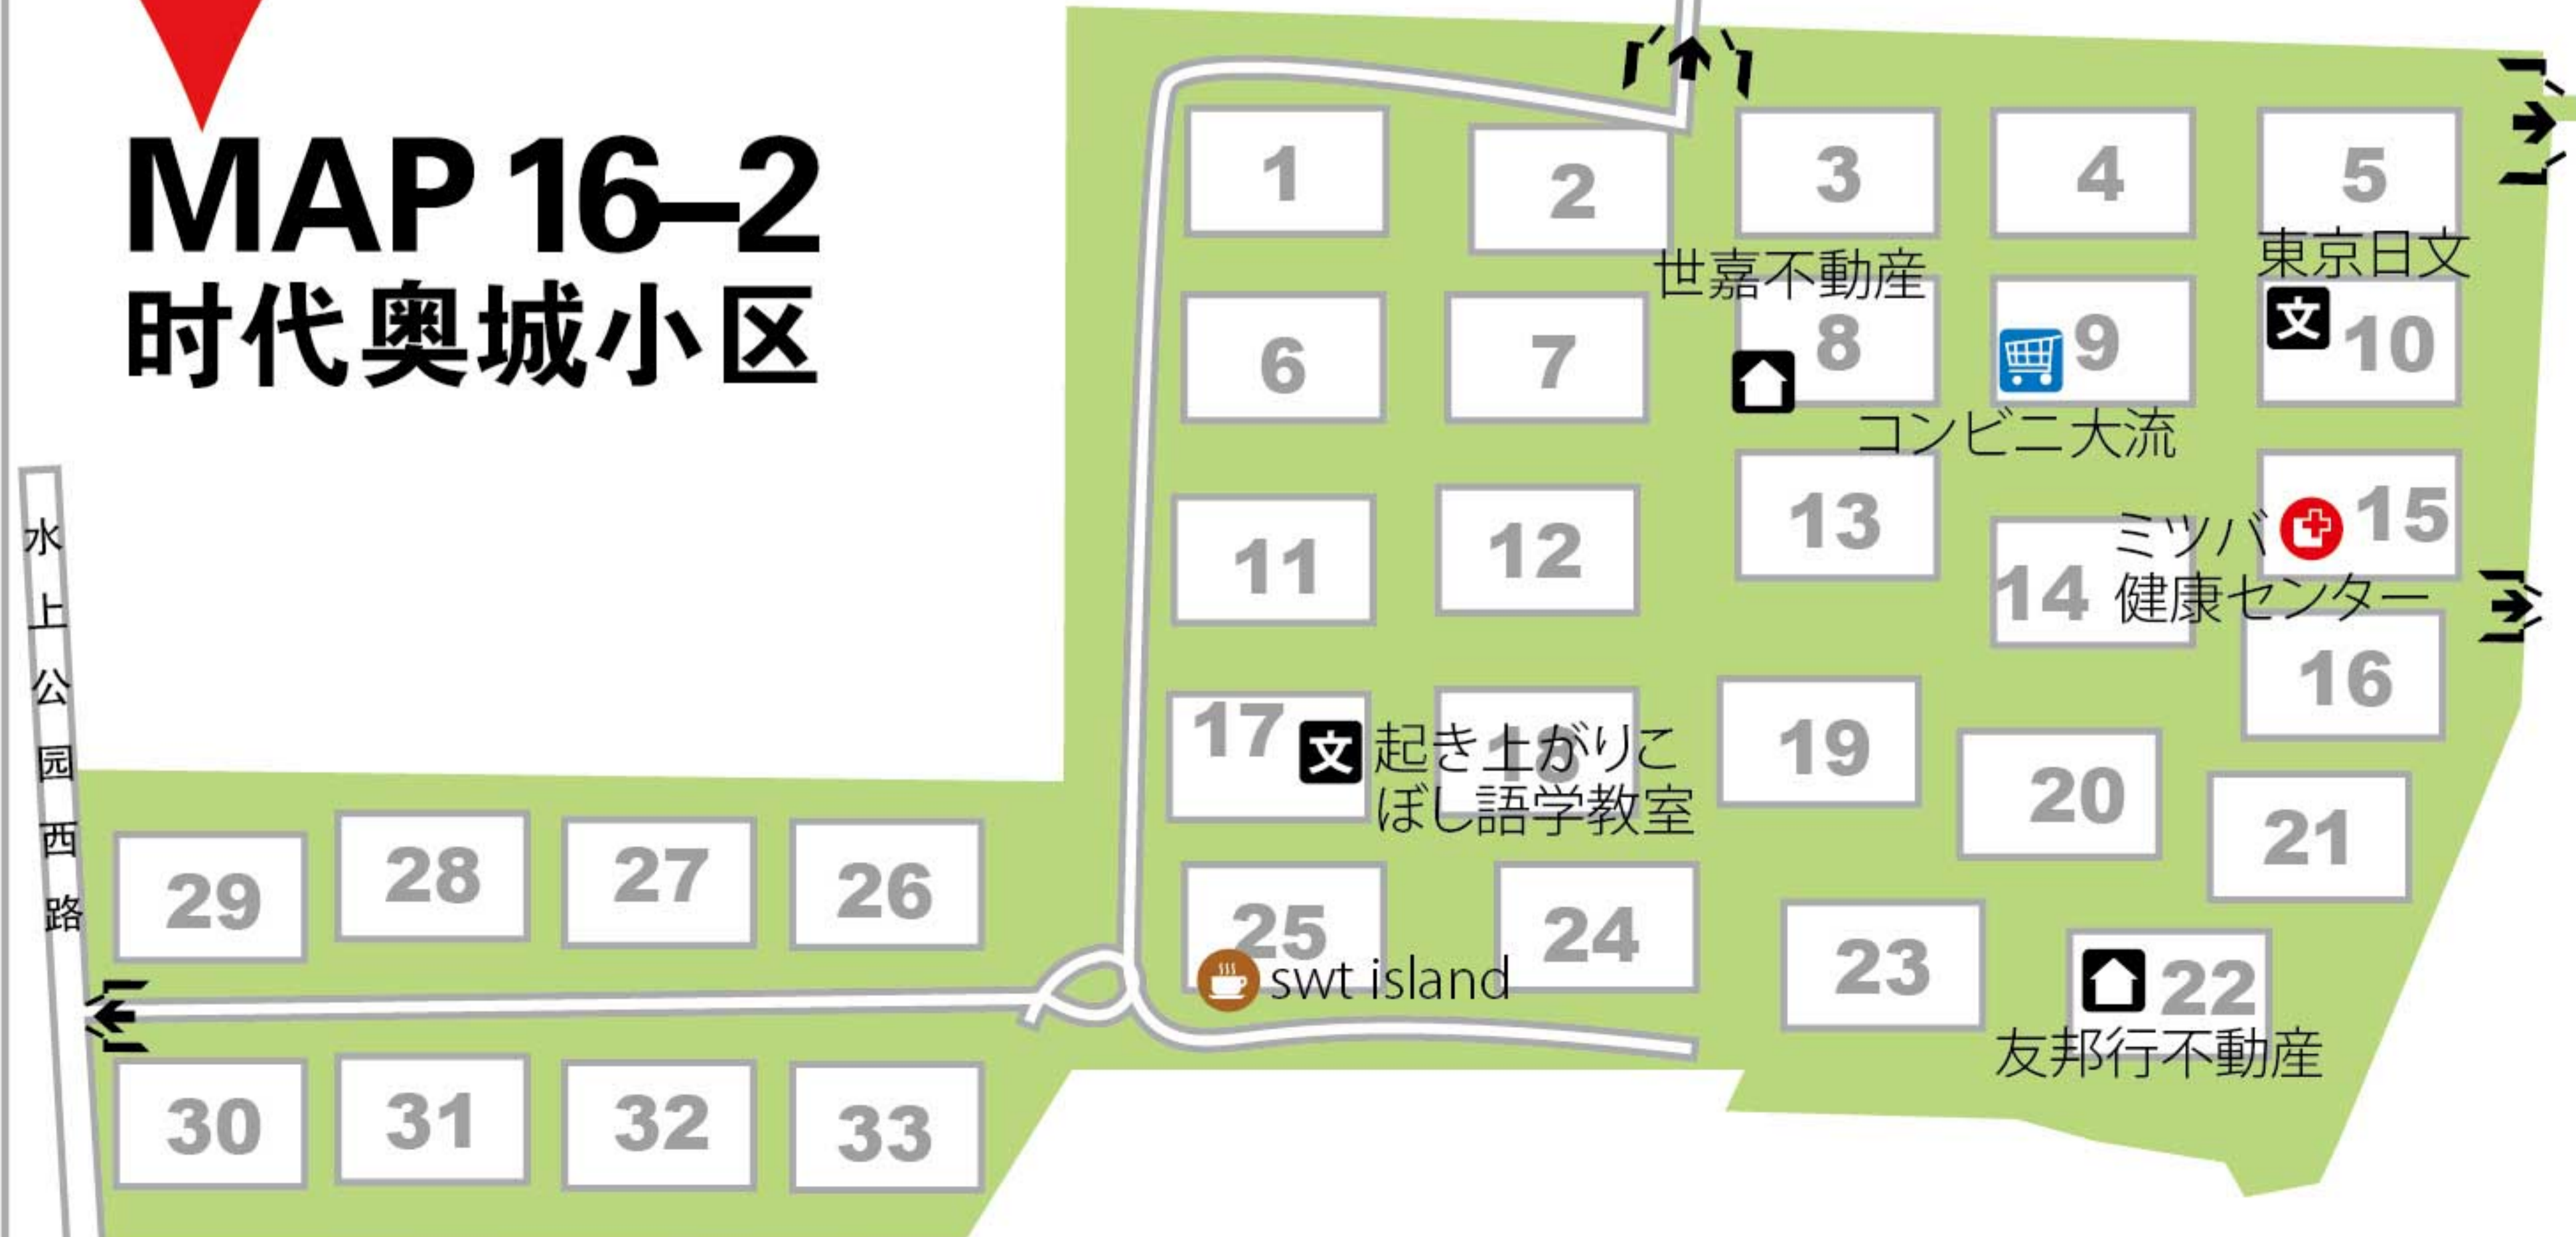 MAP 16–2
时代奥城小区
水上公园西路
1
2
3
4
5
世嘉不動産
東京日文
6
7
8
9
文
10
コンビニ大流
11
12
13
14
ミツバ
健康センター
15
16
17
文
起き上がりこ
ぼし語学教室
18
19
20
21
25
swt island
24
23
22
友邦行不動産
29
28
27
26
30
31
32
33